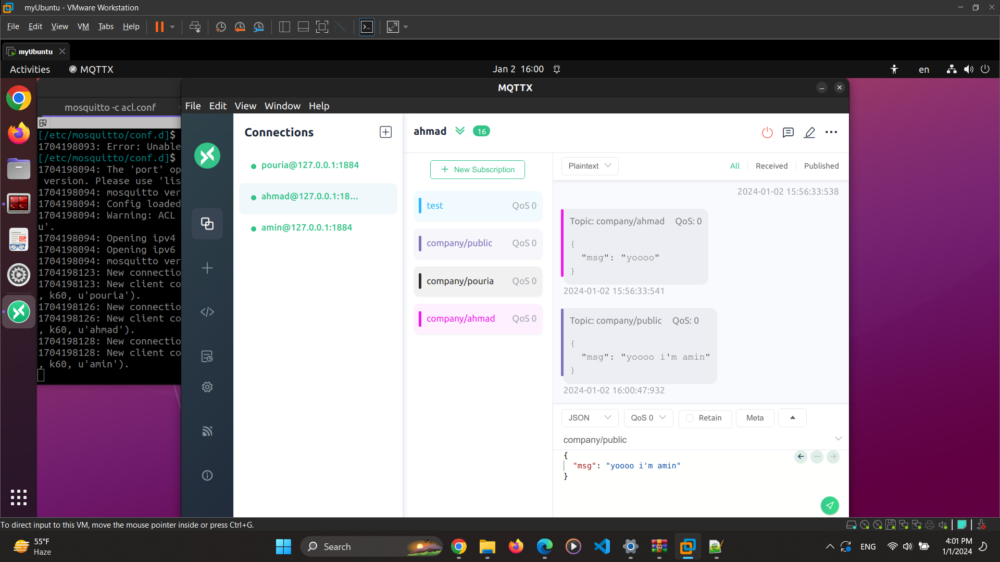 myUbuntu - VMware Workstation
File Edit View VM Tabs Help
myUbuntu
Activities MQTTX Jan 2 16:00 en
MQTTX
mosquitto -c acl.conf
File Edit View Window Help
[/etc/mosquitto/conf.d]$
1704198093: Error: Unable
[/etc/mosquitto/conf.d]$
1704198094: The 'port' op
version. Please use 'lis
1704198094: mosquitto ver
1704198094: Config loaded
1704198094: Warning: ACL
u'.
1704198094: Opening ipv4
1704198094: Opening ipv6
1704198094: mosquitto ver
1704198123: New connectio
1704198123: New client co
, k60, u'pouria').
1704198126: New connectio
1704198126: New client co
, k60, u'ahmad').
1704198128: New connectio
1704198128: New client co
, k60, u'amin').
Connections
pouria@127.0.0.1:1884
ahmad@127.0.0.1:18...
amin@127.0.0.1:1884
ahmad 16
New Subscription
test QoS 0
company/public QoS 0
company/pouria QoS 0
company/ahmad QoS 0
Plaintext All Received Published
2024-01-02 15:56:33:538
Topic: company/ahmad QoS: 0
{
"msg": "yoooo"
}
2024-01-02 15:56:33:541
Topic: company/public QoS: 0
{
"msg": "yoooo i'm amin"
}
2024-01-02 16:00:47:932
JSON QoS 0 Retain Meta
company/public
{
"msg": "yoooo i'm amin"
}
To direct input to this VM, move the mouse pointer inside or press Ctrl+G.
55°F
Haze
Search
ENG
4:01 PM
1/1/2024